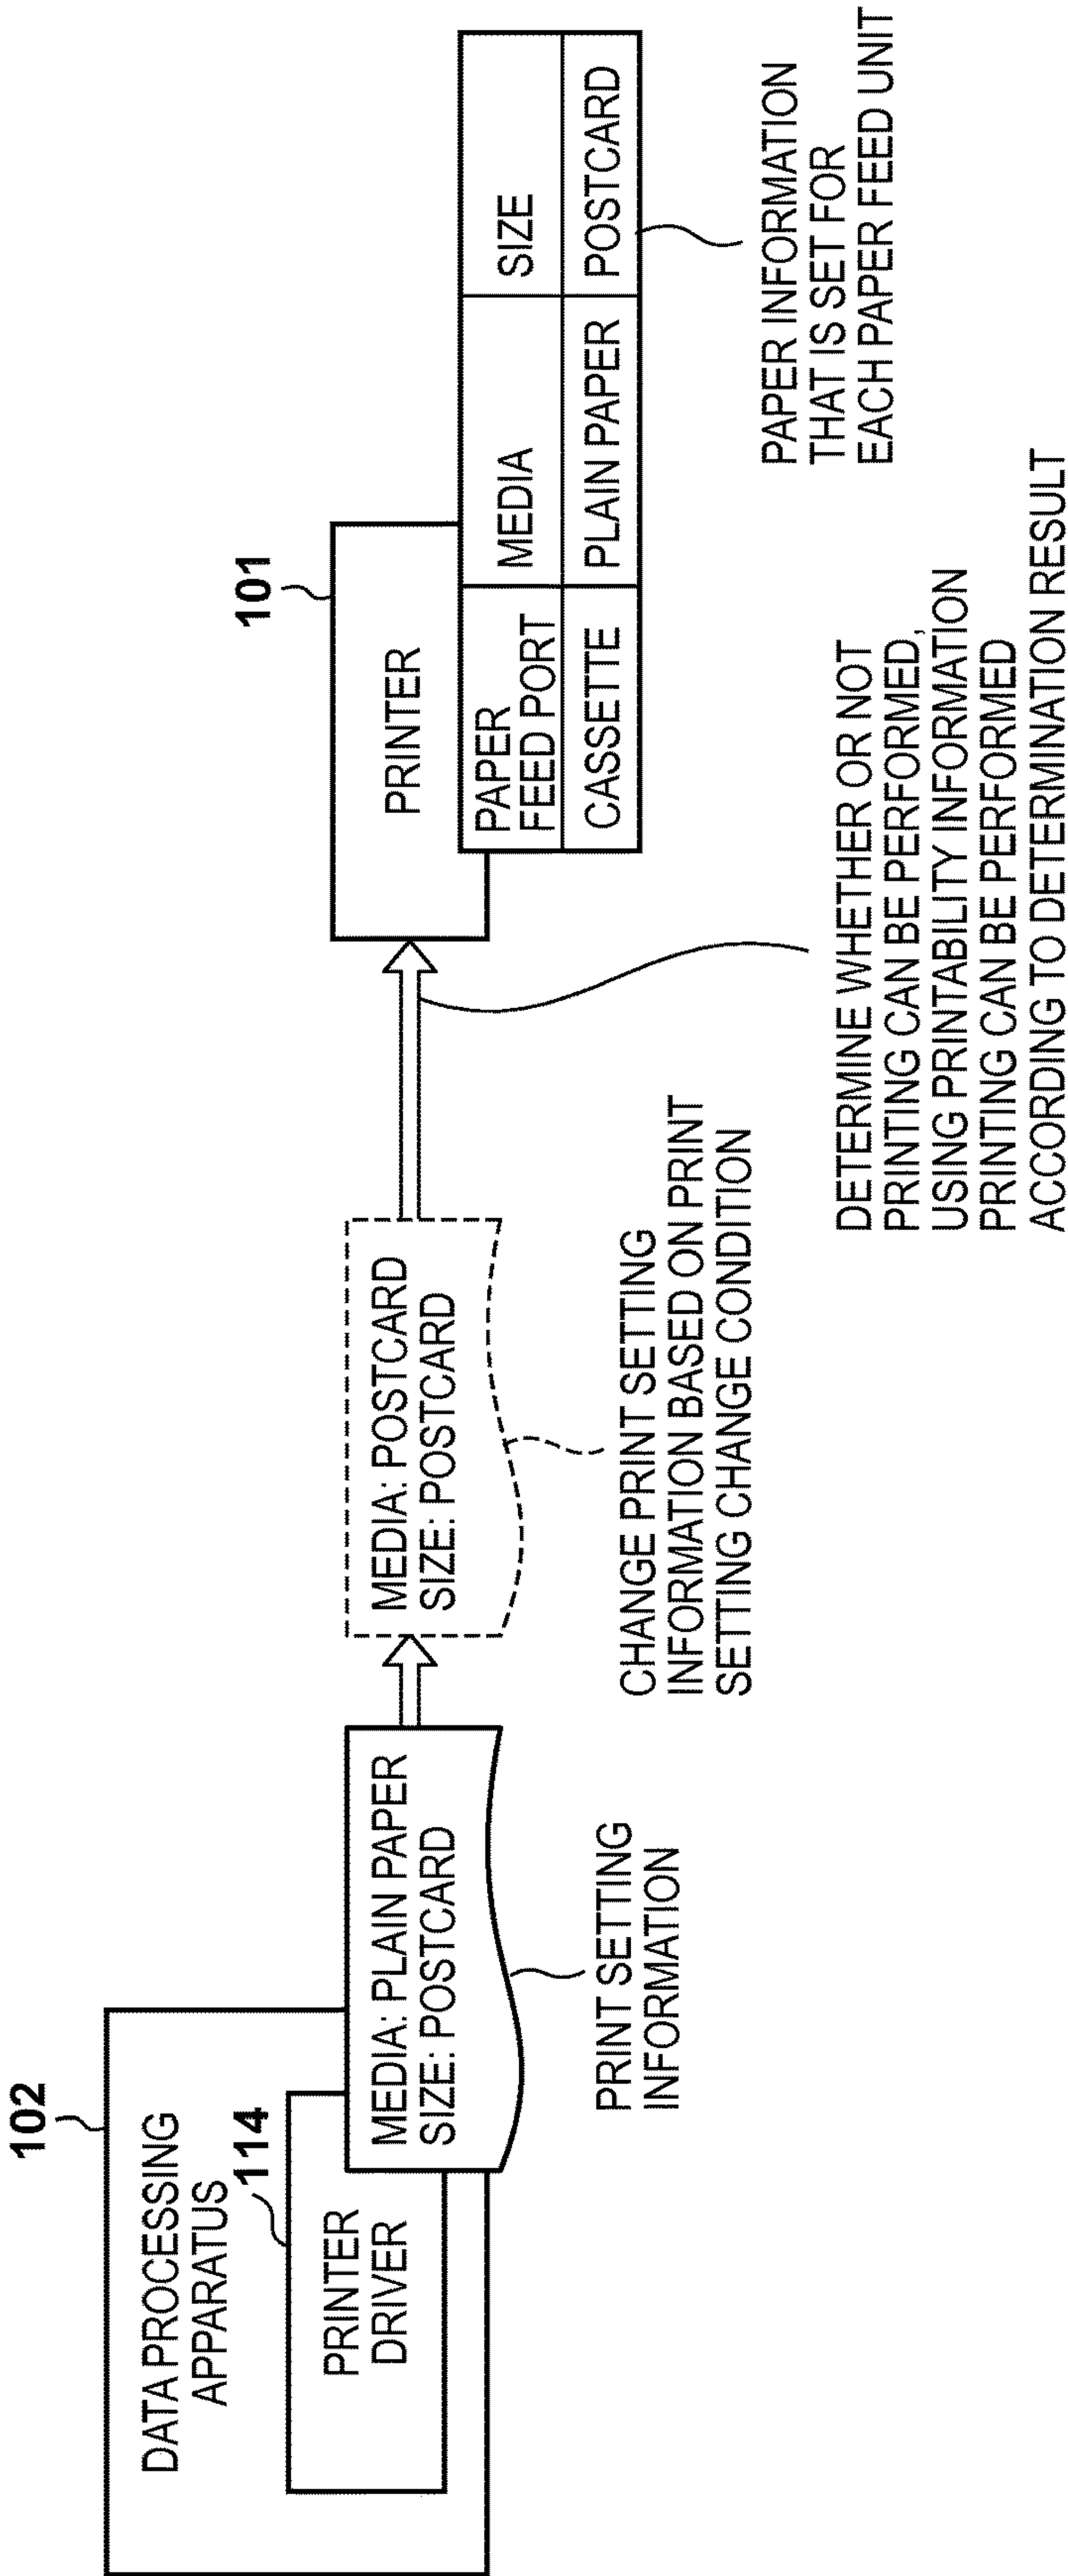 102
DATA PROCESSING
APPARATUS
114
PRINTER
DRIVER
MEDIA: PLAIN PAPER
SIZE: POSTCARD
PRINT SETTING
INFORMATION
MEDIA: POSTCARD
SIZE: POSTCARD
CHANGE PRINT SETTING
INFORMATION BASED ON PRINT
SETTING CHANGE CONDITION
101
PRINTER
PAPER
FEED PORT
MEDIA
SIZE
CASSETTE
PLAIN PAPER
POSTCARD
PAPER INFORMATION
THAT IS SET FOR
EACH PAPER FEED UNIT
DETERMINE WHETHER OR NOT
PRINTING CAN BE PERFORMED,
USING PRINTABILITY INFORMATION
PRINTING CAN BE PERFORMED
ACCORDING TO DETERMINATION RESULT